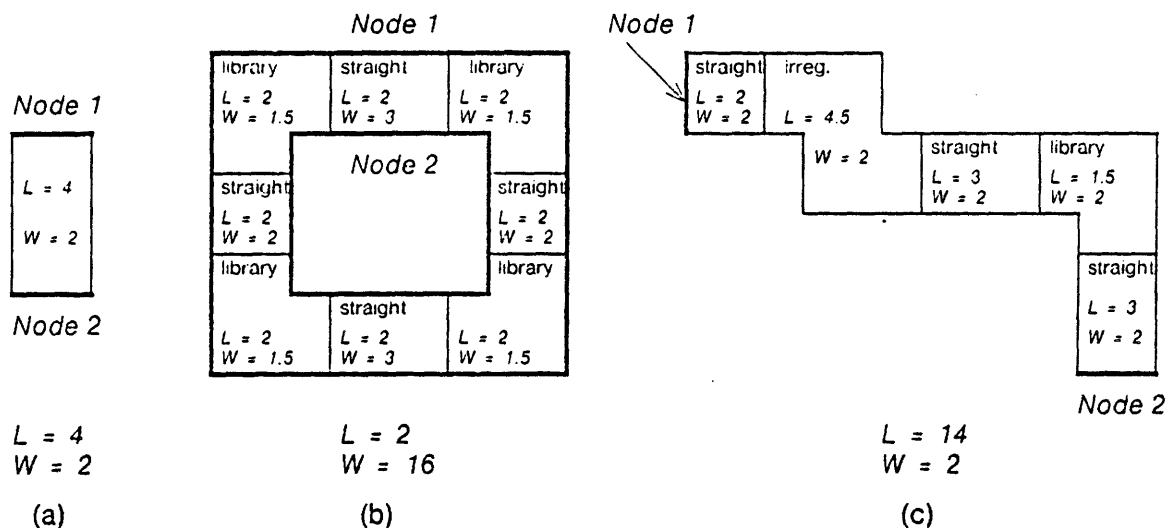 Node 1
L = 4
W = 2
Node 2
L = 4
W = 2
(a)
Node 1
library
L = 2
W = 1.5
straight
L = 2
W = 3
library
L = 2
W = 1.5
Node 2
straight
L = 2
W = 2
straight
L = 2
W = 2
library
L = 2
W = 1.5
straight
L = 2
W = 3
library
L = 2
W = 1.5
L = 2
W = 16
(b)
Node 1
straight
L = 2
W = 2
irreg.
L = 4.5
W = 2
straight
L = 3
W = 2
library
L = 1.5
W = 2
straight
L = 3
W = 2
Node 2
L = 14
W = 2
(c)